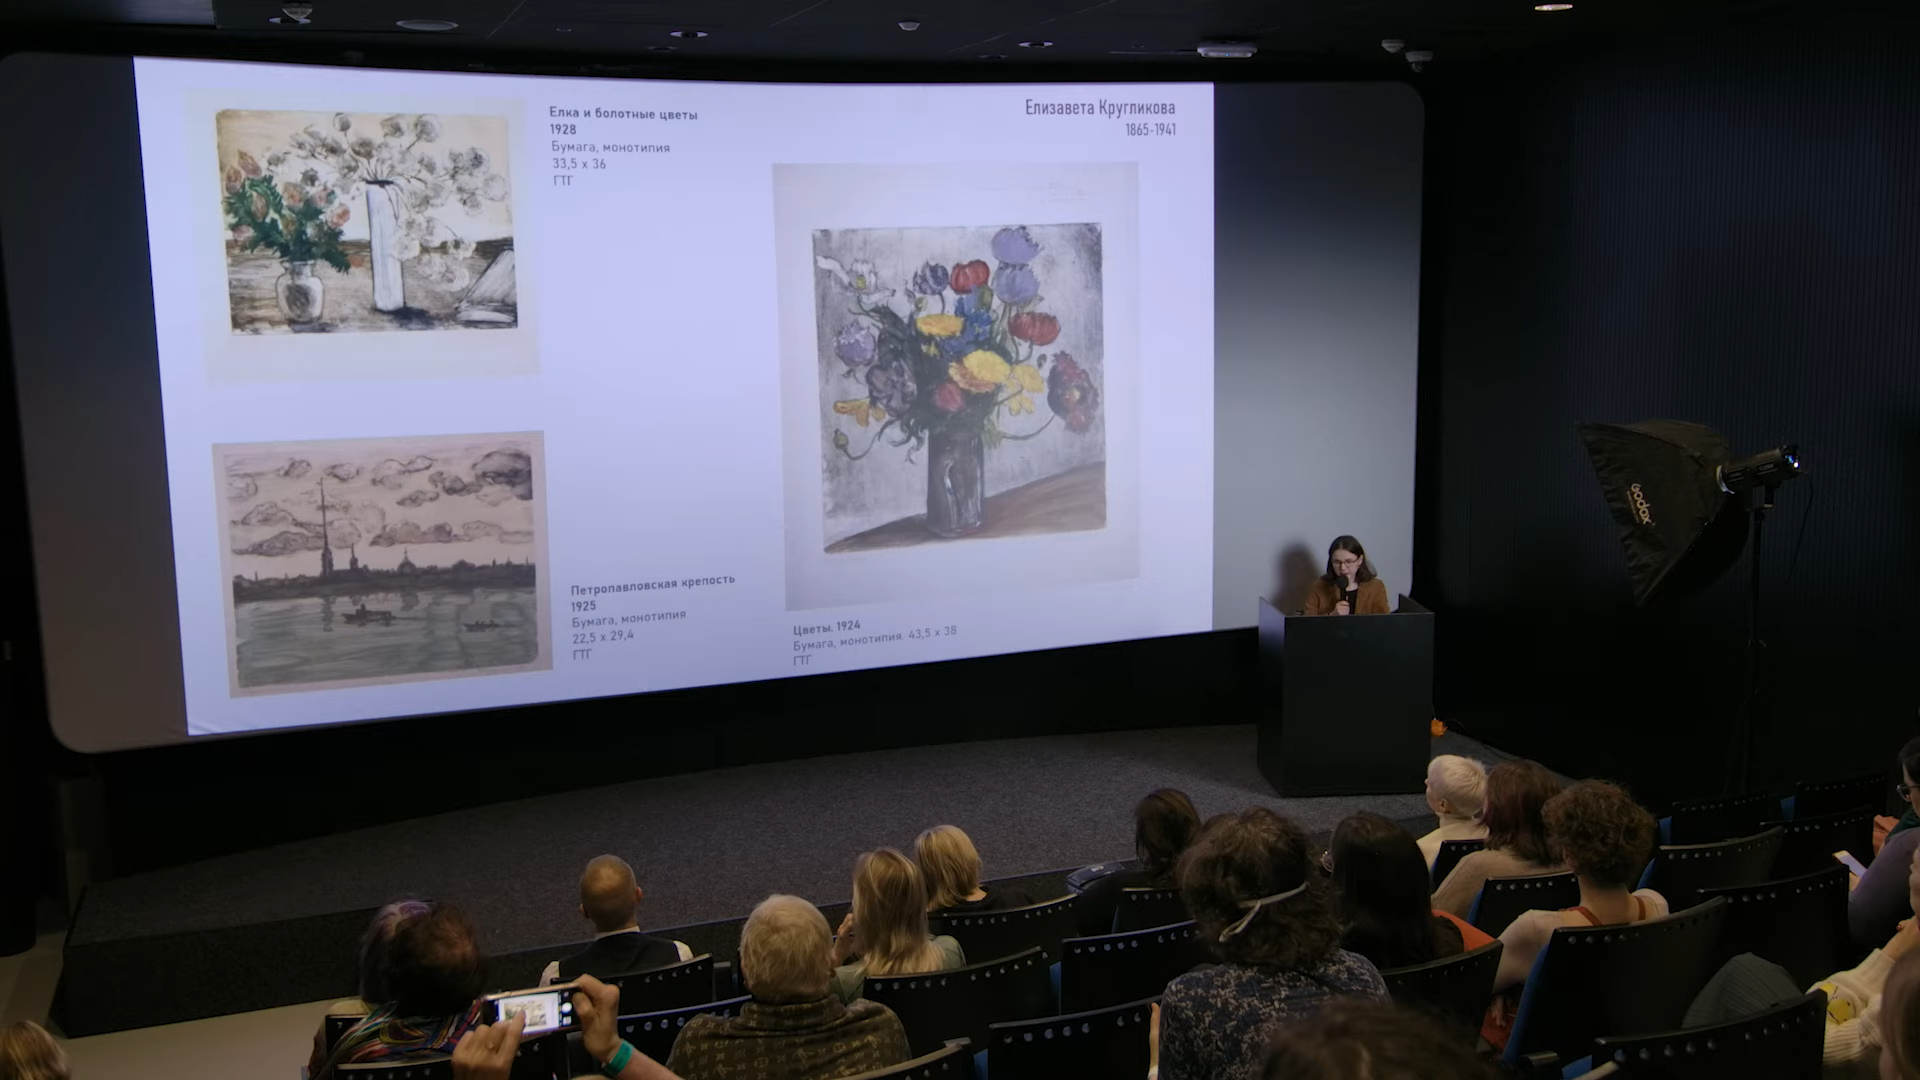 Елка и болотные цветы
1928
Бумага, монотипия
33,5 х 36
ГТГ
Елизавета Кругликова
1865-1941
Петропавловская крепость
1925
Бумага, монотипия
22,5 х 29,4
ГТГ
Цветы. 1924
Бумага, монотипия. 43,5 х 38
ГТГ
Godox